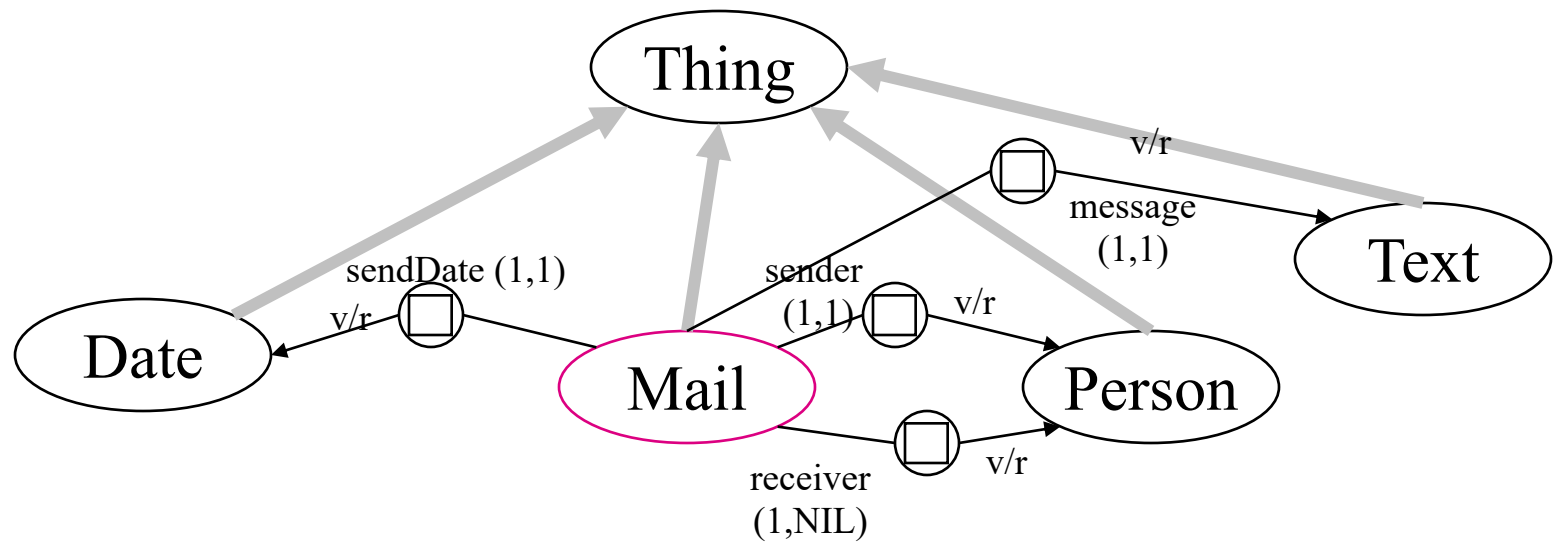 Thing
v/r
message
(1,1)
Text
sendDate (1,1)
sender
(1,1)
v/r
v/r
Date
Mail
Person
receiver
(1,NIL)
v/r